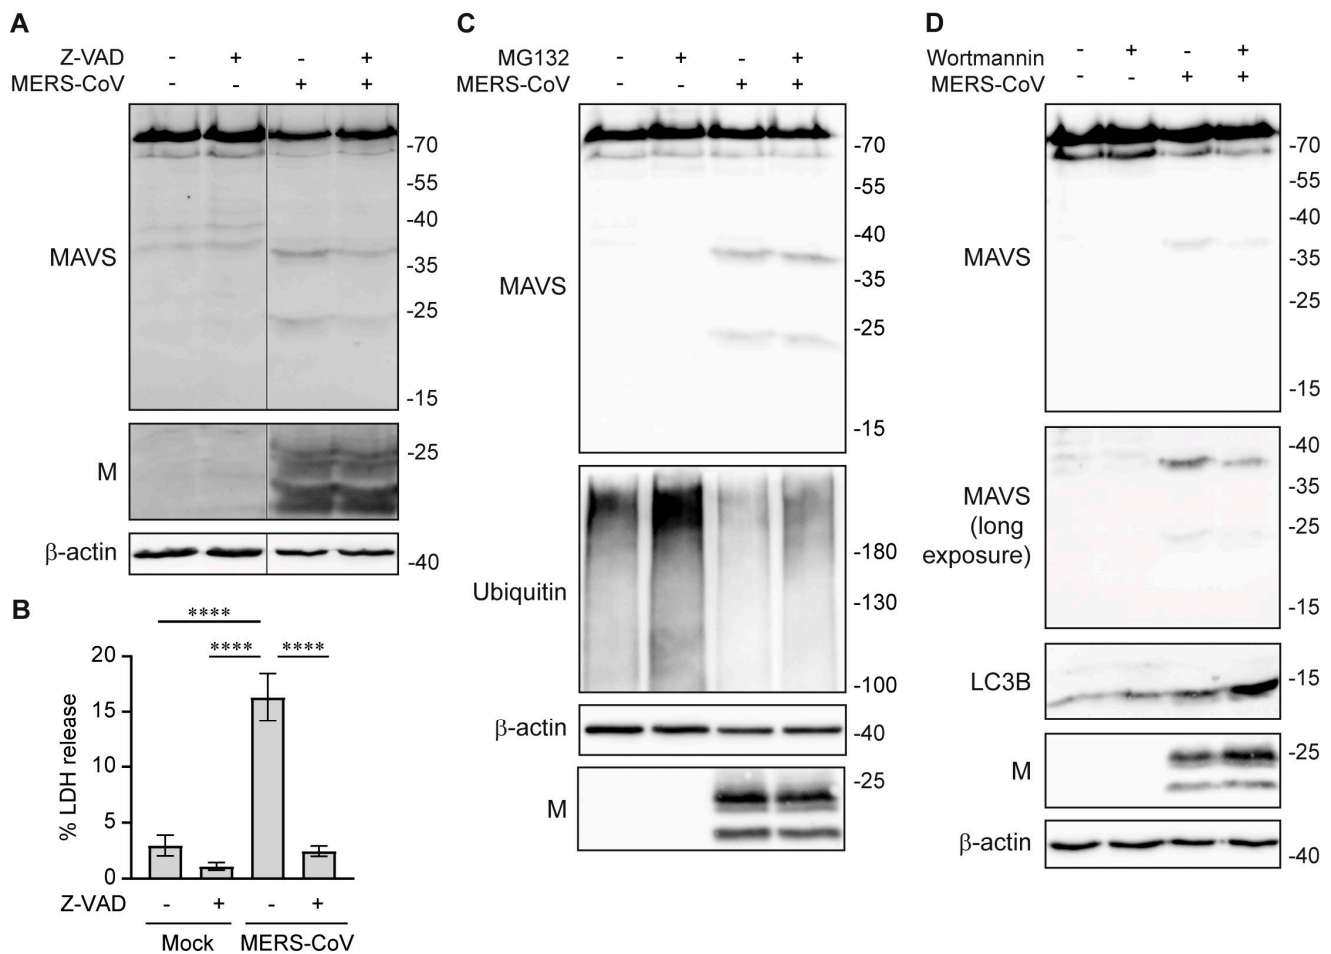 A
Z-VAD - + - +
MERS-CoV - - + +
MAVS
-70
-55
-40
-35
-25
-15
M
-25
β-actin
-40
B
**** 
**** ****
% LDH release
20
15
10
5
0
Z-VAD - + - +
Mock MERS-CoV
C
MG132 - + - +
MERS-CoV - - + +
MAVS
-70
-55
-40
-35
-25
-15
Ubiquitin
-180
-130
-100
β-actin
-40
M
-25
D
Wortmannin - + - +
MERS-CoV - - + +
MAVS
-70
-55
-40
-35
-25
-15
MAVS
(long
exposure)
-40
-35
-25
-15
LC3B
-15
M
-25
β-actin
-40